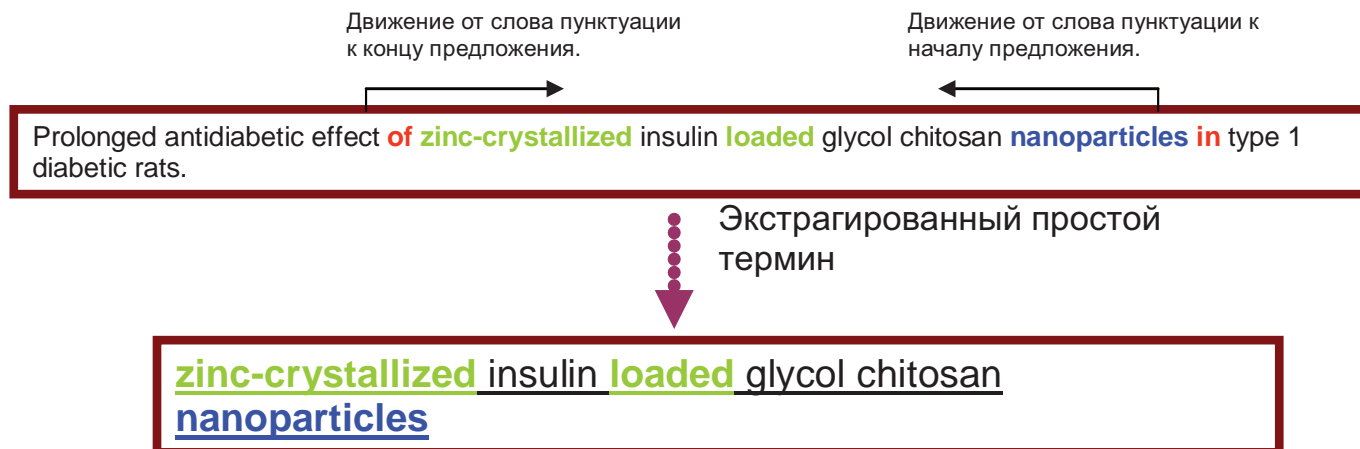 Движение от слова пунктуации
к концу предложения.
Движение от слова пунктуации к
началу предложения.
Prolonged antidiabetic effect of zinc-crystallized insulin loaded glycol chitosan nanoparticles in type 1
diabetic rats.
Экстрагированный простой
термин
zinc-crystallized insulin loaded glycol chitosan
nanoparticles